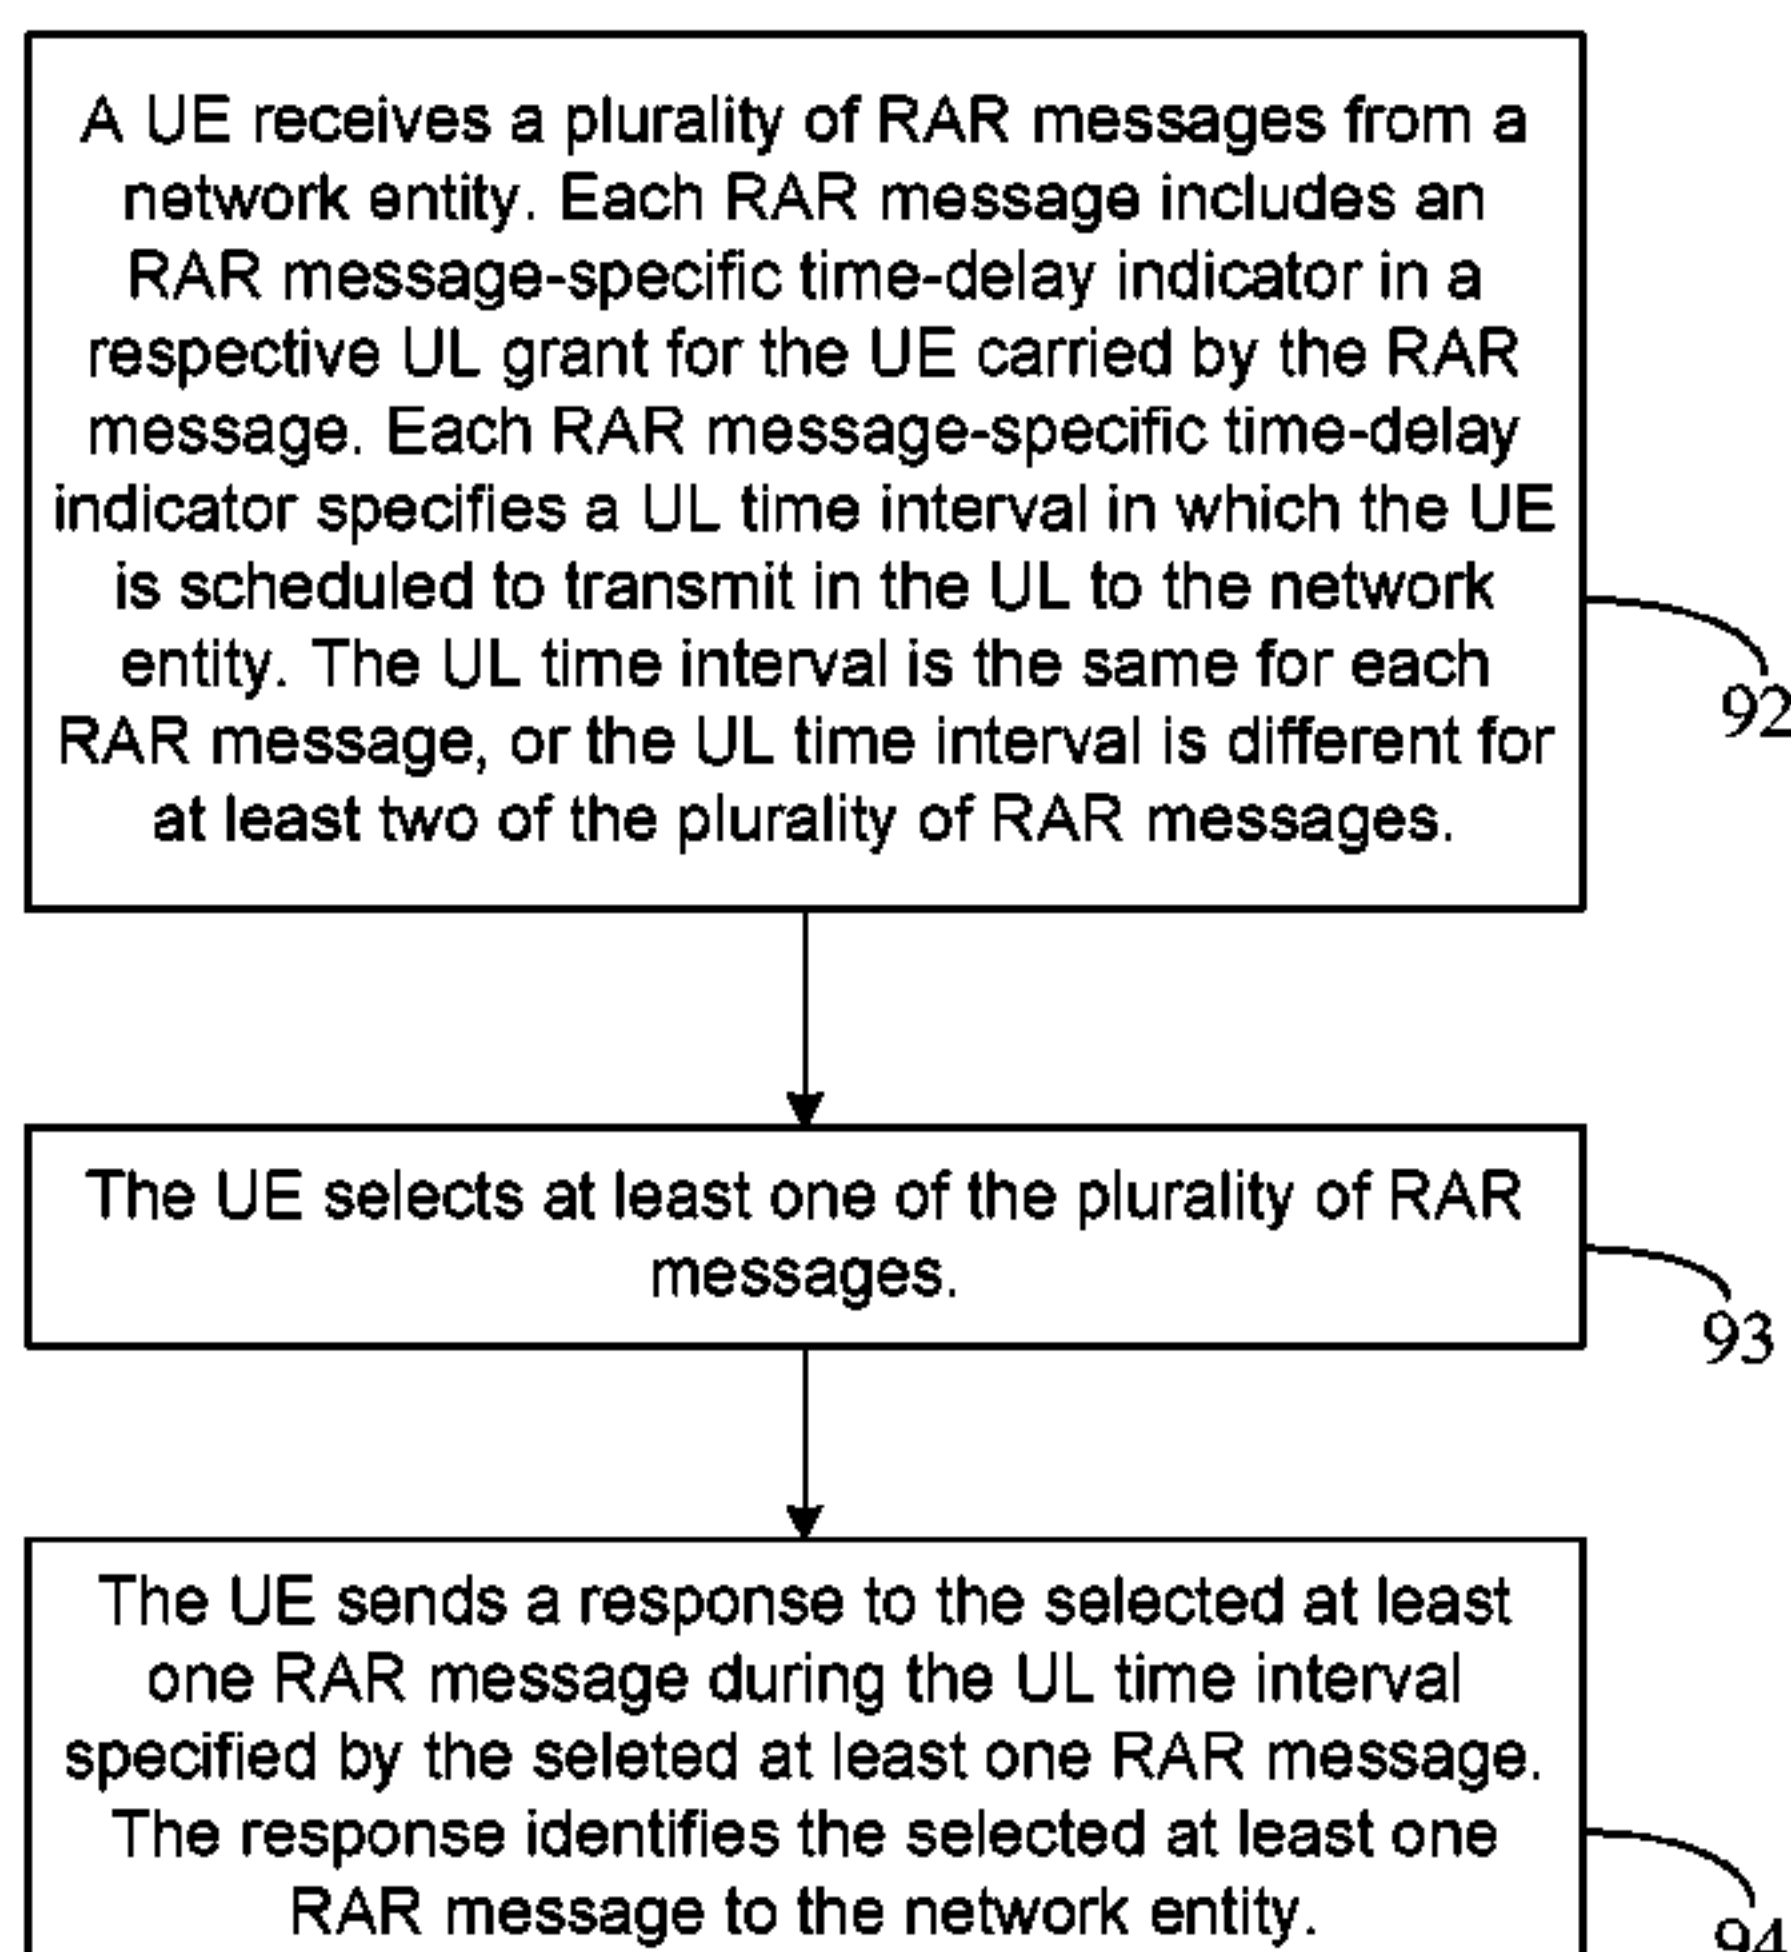 A UE receives a plurality of RAR messages from a
network entity. Each RAR message includes an
RAR message-specific time-delay indicator in a
respective UL grant for the UE carried by the RAR
message. Each RAR message-specific time-delay
indicator specifies a UL time interval in which the UE
is scheduled to transmit in the UL to the network
entity. The UL time interval is the same for each
RAR message, or the UL time interval is different for
at least two of the plurality of RAR messages.
92
The UE selects at least one of the plurality of RAR
messages.
93
The UE sends a response to the selected at least
one RAR message during the UL time interval
specified by the seleted at least one RAR message.
The response identifies the selected at least one
RAR message to the network entity.
94